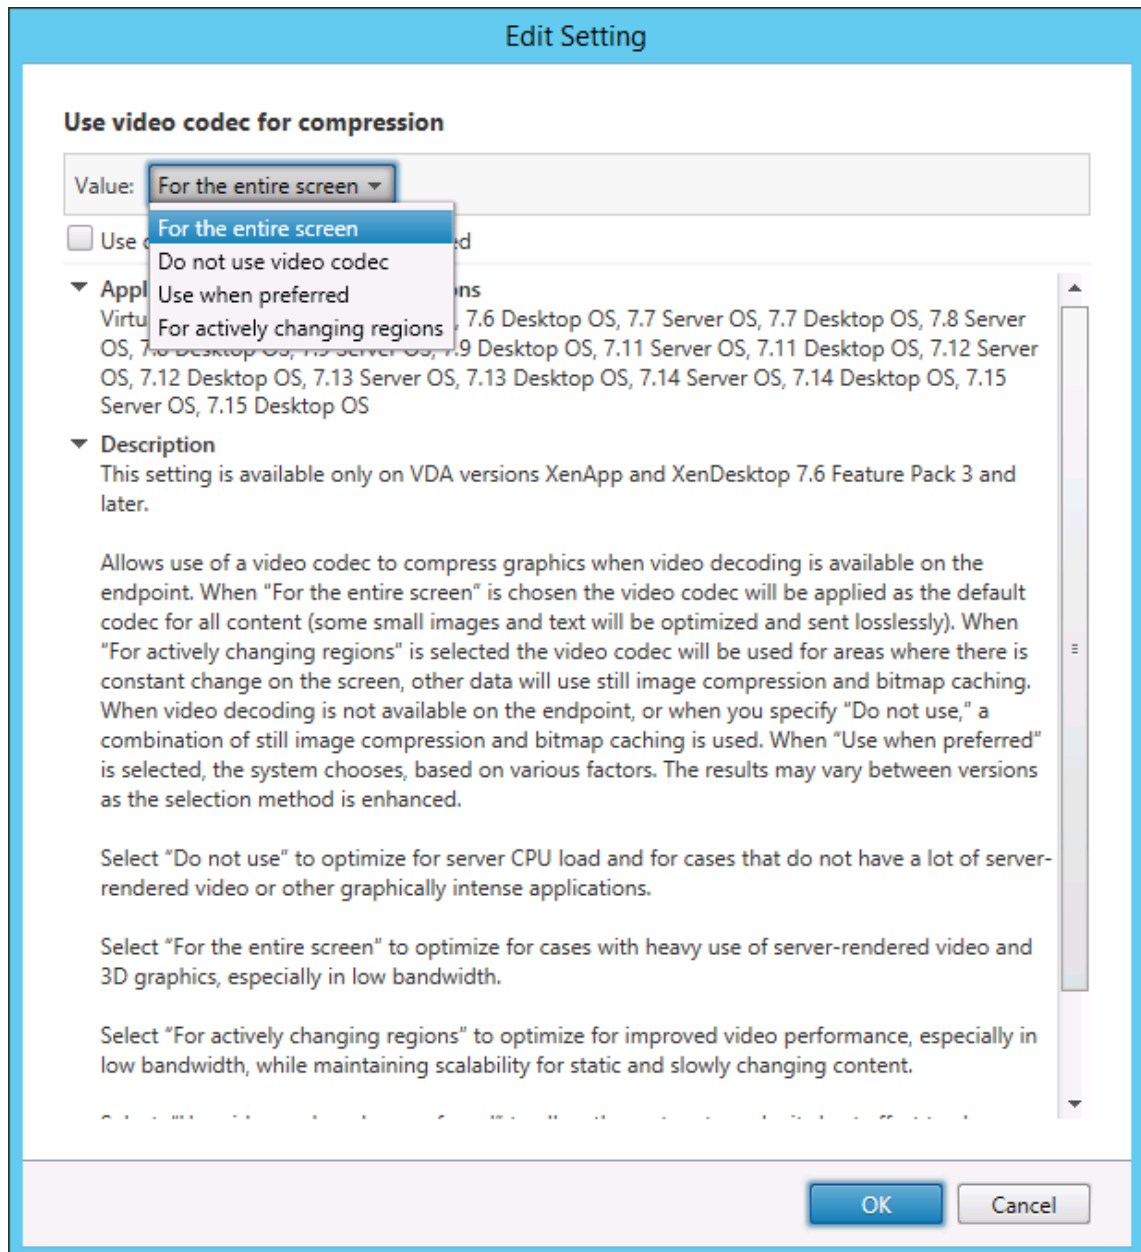 Edit Setting
Use video codec for compression
Value: For the entire screen
For the entire screen
Use ed
Do not use video codec
Use when preferred
For actively changing regions
Appl ns
Virtu , 7.6 Desktop OS, 7.7 Server OS, 7.7 Desktop OS, 7.8 Server
OS, 7.8 Desktop OS, 7.9 Server OS, 7.9 Desktop OS, 7.11 Server OS, 7.11 Desktop OS, 7.12 Server
OS, 7.12 Desktop OS, 7.13 Server OS, 7.13 Desktop OS, 7.14 Server OS, 7.14 Desktop OS, 7.15
Server OS, 7.15 Desktop OS
Description
This setting is available only on VDA versions XenApp and XenDesktop 7.6 Feature Pack 3 and
later.
Allows use of a video codec to compress graphics when video decoding is available on the
endpoint. When “For the entire screen” is chosen the video codec will be applied as the default
codec for all content (some small images and text will be optimized and sent losslessly). When
“For actively changing regions” is selected the video codec will be used for areas where there is
constant change on the screen, other data will use still image compression and bitmap caching.
When video decoding is not available on the endpoint, or when you specify “Do not use,” a
combination of still image compression and bitmap caching is used. When “Use when preferred”
is selected, the system chooses, based on various factors. The results may vary between versions
as the selection method is enhanced.
Select “Do not use” to optimize for server CPU load and for cases that do not have a lot of server-
rendered video or other graphically intense applications.
Select “For the entire screen” to optimize for cases with heavy use of server-rendered video and
3D graphics, especially in low bandwidth.
Select “For actively changing regions” to optimize for improved video performance, especially in
low bandwidth, while maintaining scalability for static and slowly changing content.
OK
Cancel